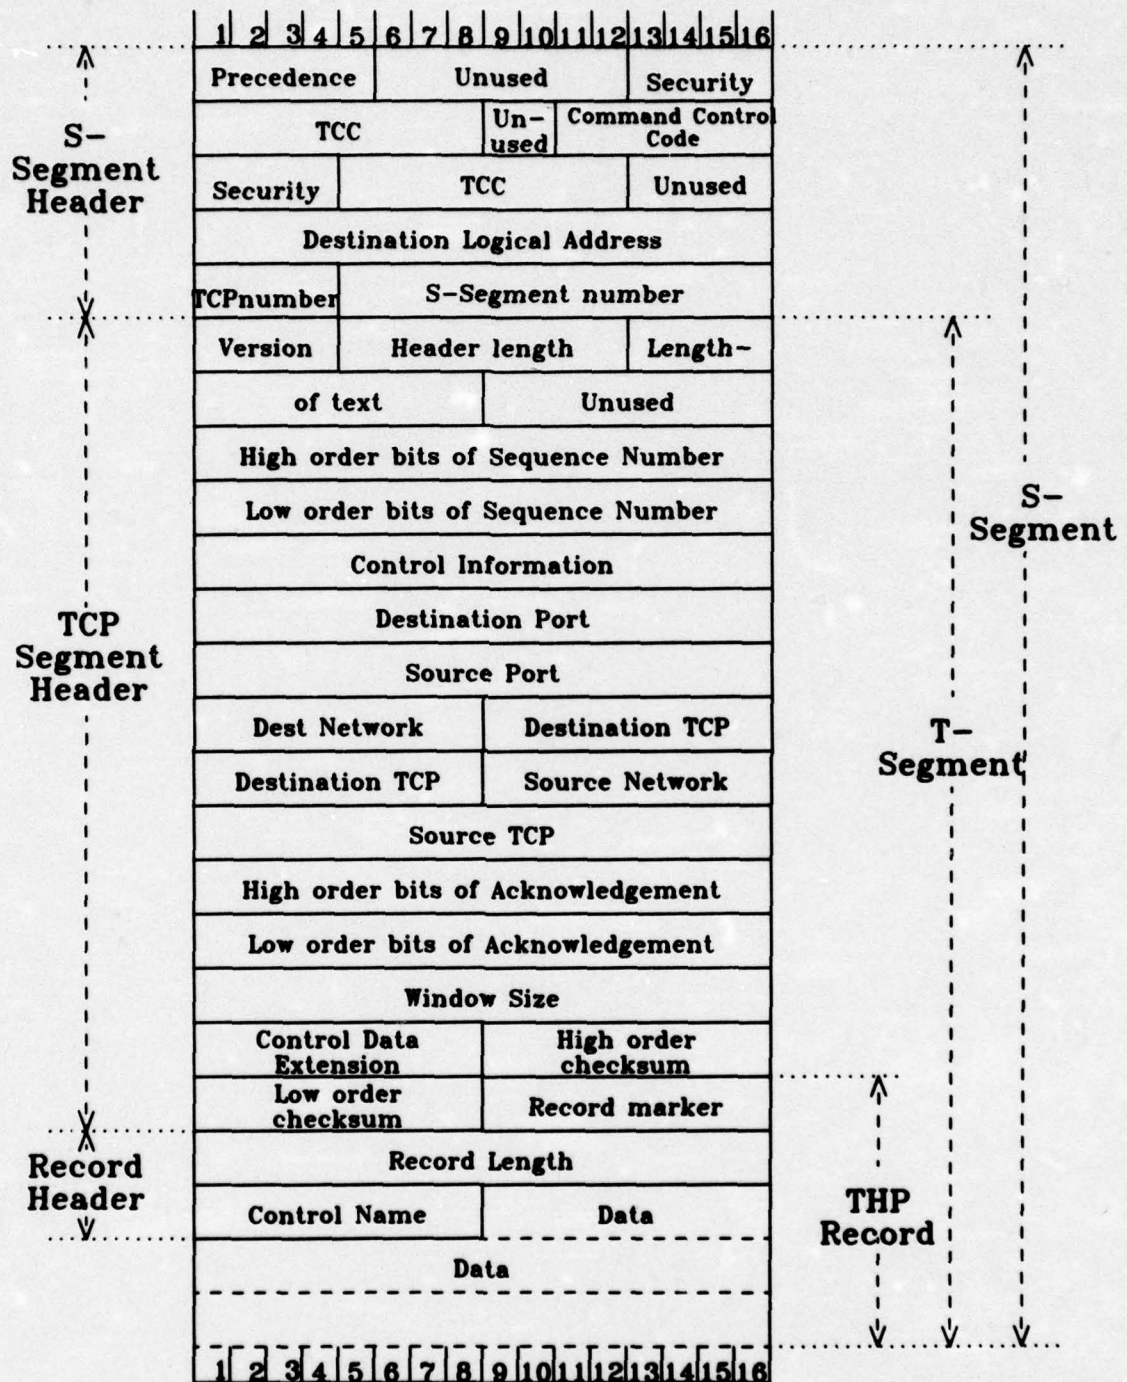 1 2 3 4 5 6 7 8 9 10 11 12 13 14 15 16
Precedence Unused Security
TCC Un-
used Command Control
Code
S-
Segment
Header
Security TCC Unused
Destination Logical Address
TCPnumber S-Segment number
Version Header length Length-
of text Unused
High order bits of Sequence Number
Low order bits of Sequence Number
S-
Segment
Control Information
Destination Port
TCP
Segment
Header
Source Port
Dest Network Destination TCP
T-
Segment
Destination TCP Source Network
Source TCP
High order bits of Acknowledgement
Low order bits of Acknowledgement
Window Size
Control Data
Extension
High order
checksum
Low order
checksum
Record marker
Record
Header
Record Length
Control Name Data
THP
Record
Data
1 2 3 4 5 6 7 8 9 10 11 12 13 14 15 16